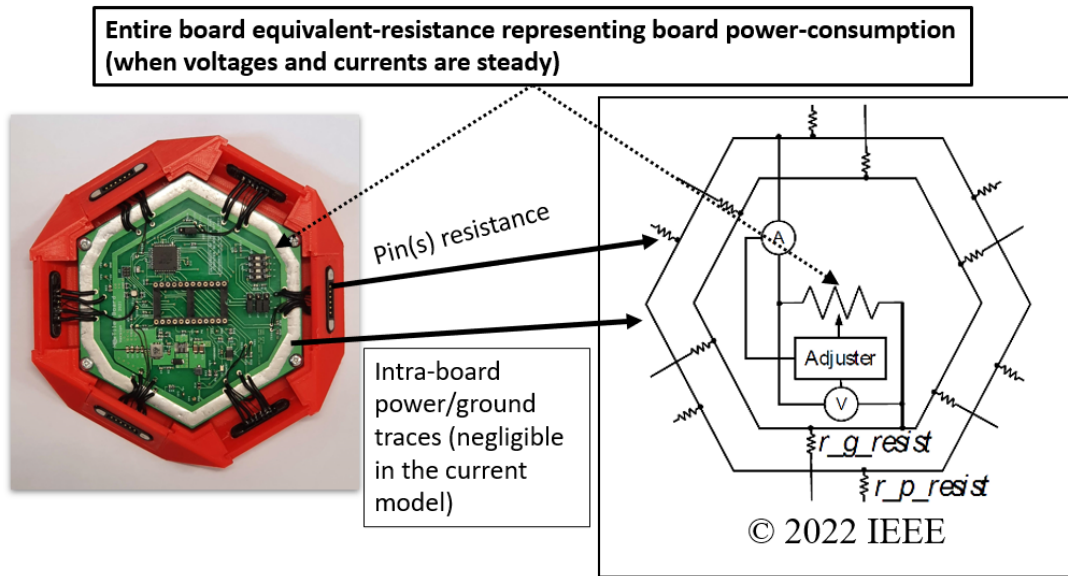 Entire board equivalent-resistance representing board power-consumption
(when voltages and currents are steady)
Pin(s) resistance
A
Adjuster
V
Intra-board
power/ground
traces (negligible
in the current
model)
r_g_resist
r_p_resist
© 2022 IEEE